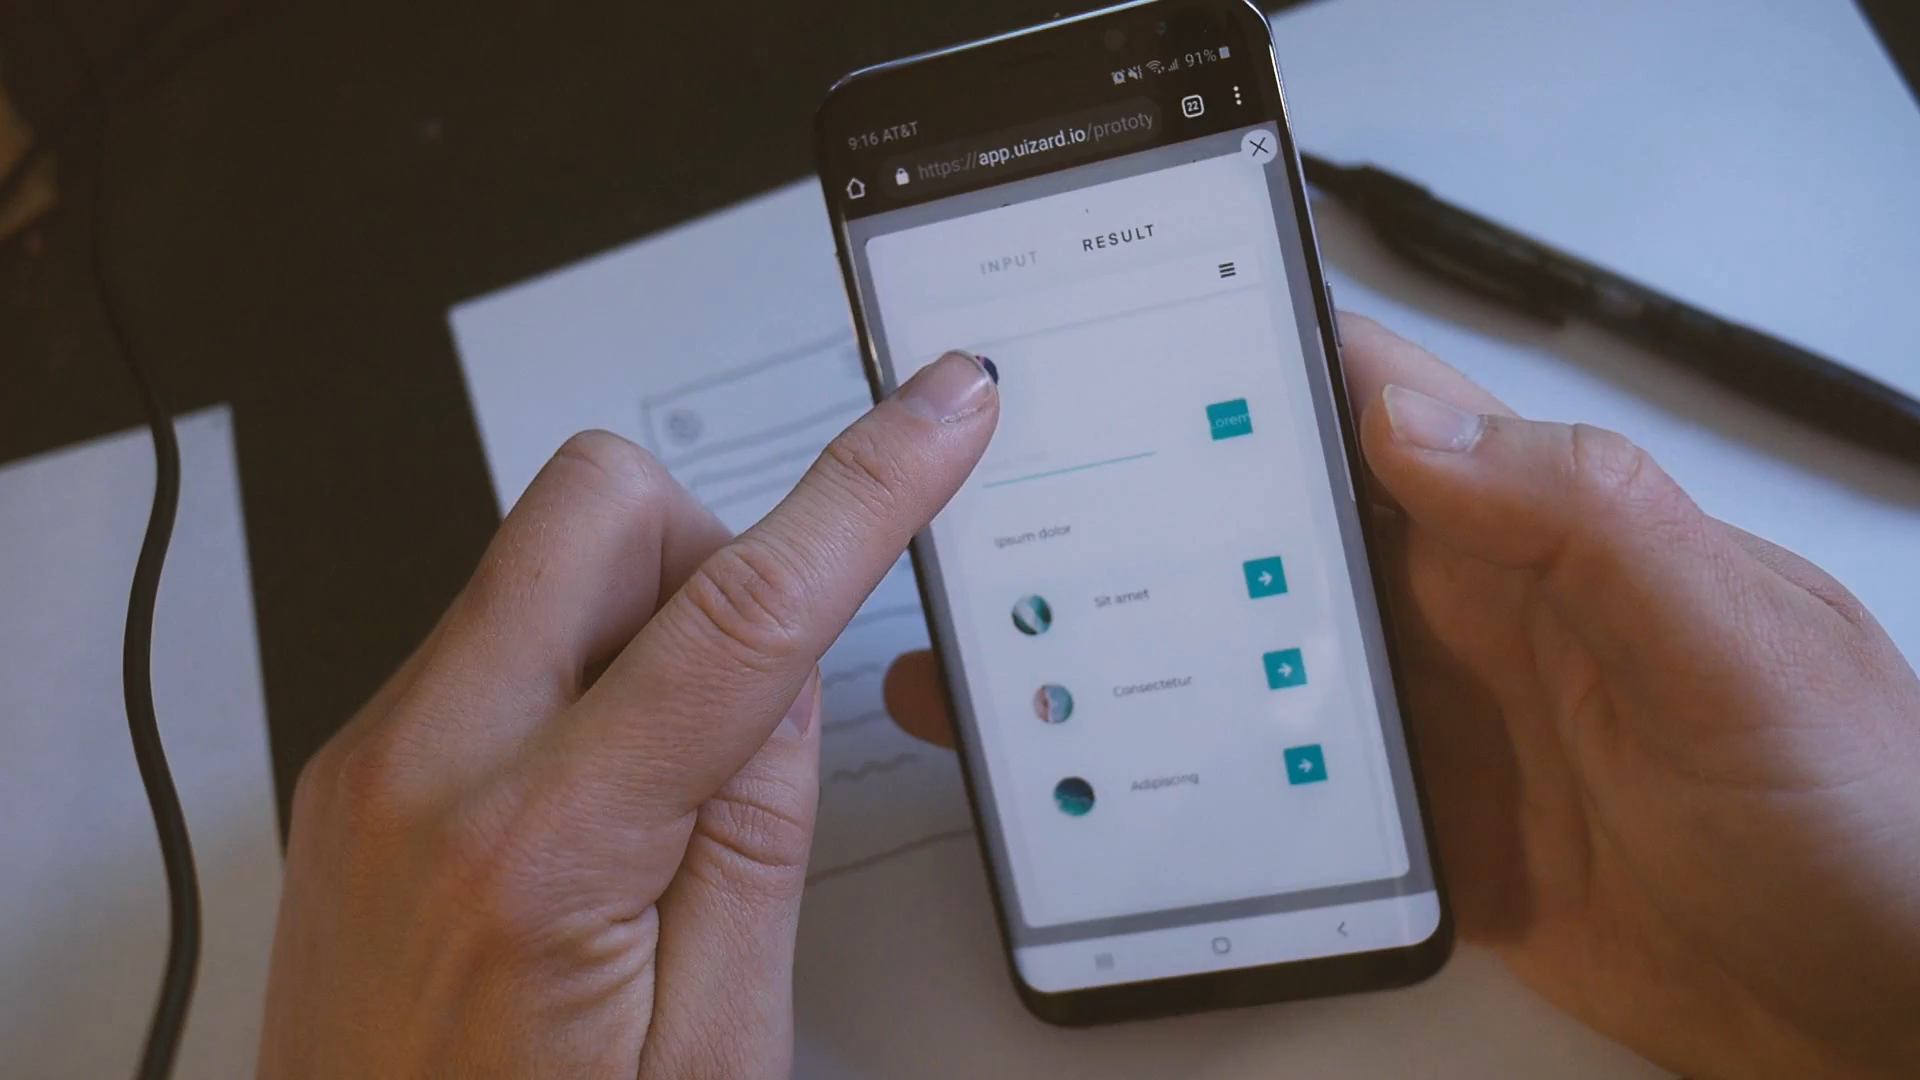 9:16 AT&T 91%
https://app.uizard.io/prototy 22
INPUT RESULT
Lorem
Ipsum dolor
Sit amet
Consectetur
Adipiscing